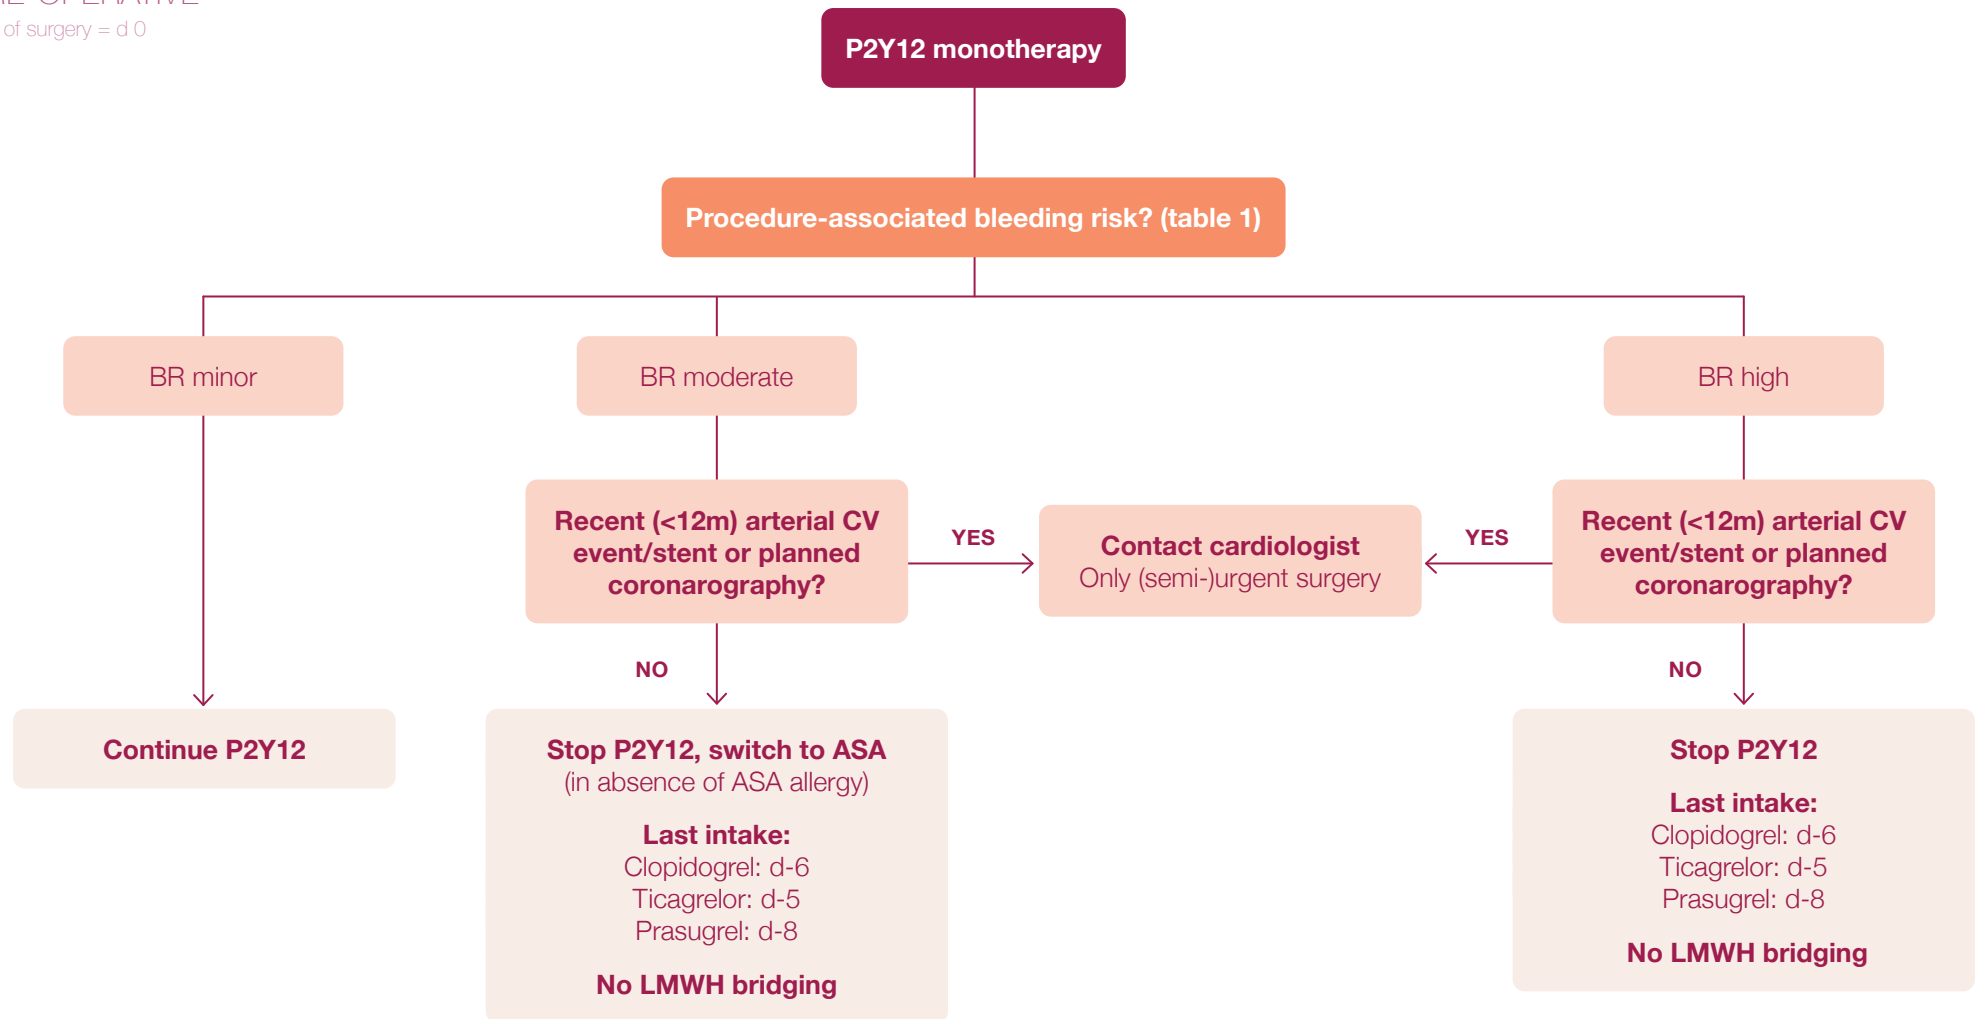 of surgery = d 0
P2Y12 monotherapy
Procedure-associated bleeding risk? (table 1)
BR minor
BR moderate
BR high
Recent (<12m) arterial CV
event/stent or planned
coronarography?
YES
Contact cardiologist
Only (semi-)urgent surgery
YES
Recent (<12m) arterial CV
event/stent or planned
coronarography?
NO
NO
Continue P2Y12
Stop P2Y12, switch to ASA
(in absence of ASA allergy)
Last intake:
Clopidogrel: d-6
Ticagrelor: d-5
Prasugrel: d-8
No LMWH bridging
Stop P2Y12
Last intake:
Clopidogrel: d-6
Ticagrelor: d-5
Prasugrel: d-8
No LMWH bridging